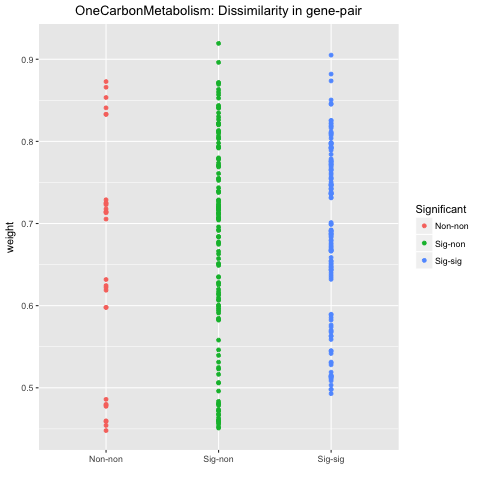 OneCarbonMetabolism: Dissimilarity in gene-pair
weight
0.9
0.8
0.7
0.6
0.5
Non-non
Sig-non
Sig-sig
Significant
Non-non
Sig-non
Sig-sig